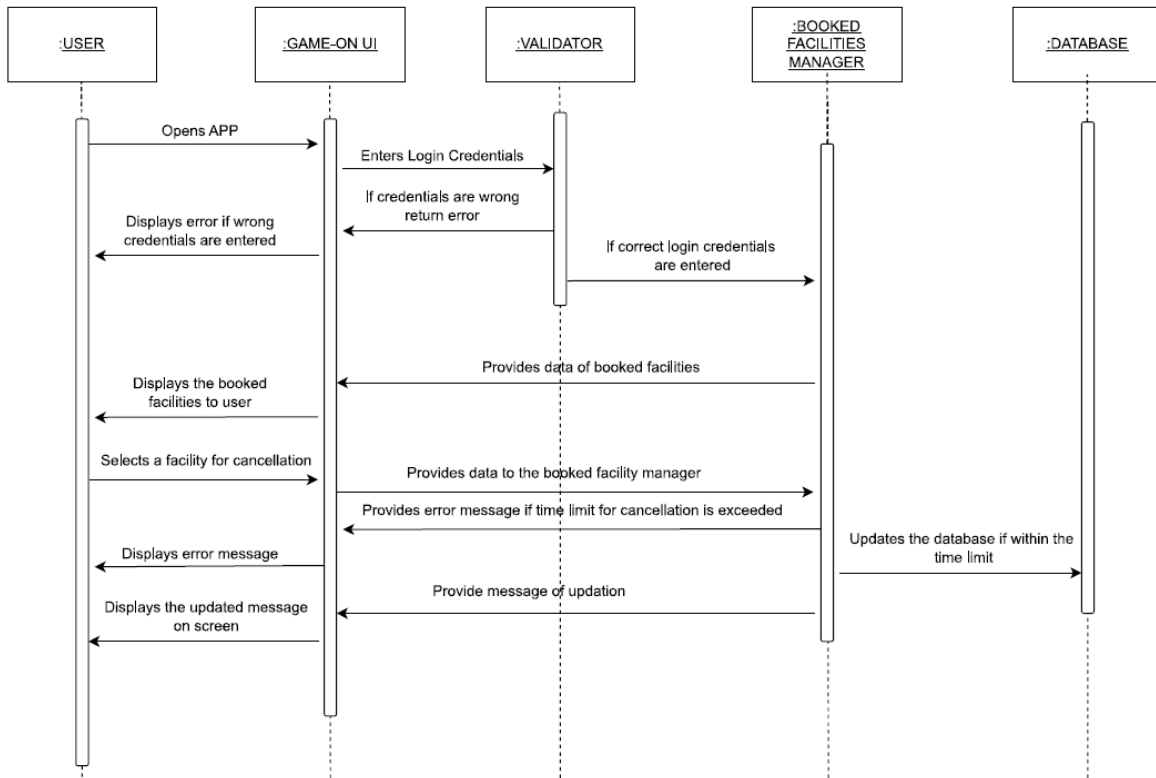 :USER
:GAME-ON UI
:VALIDATOR
:BOOKED
FACILITIES
MANAGER
:DATABASE
Opens APP
Enters Login Credentials
If credentials are wrong
return error
Displays error if wrong
credentials are entered
If correct login credentials
are entered
Provides data of booked facilities
Displays the booked
facilities to user
Selects a facility for cancellation
Provides data to the booked facility manager
Provides error message if time limit for cancellation is exceeded
Updates the database if within the
time limit
Displays error message
Provide message of updation
Displays the updated message
on screen